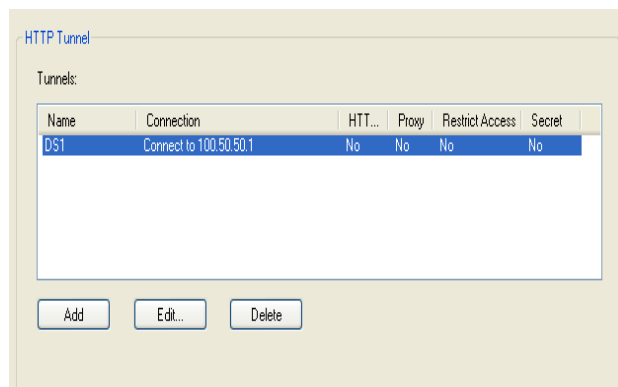 HTTP Tunnel
Tunnels:
Name Connection HTT... Proxy Restrict Access Secret
DS1 Connect to 100.50.50.1 No No No No
Add Edit... Delete